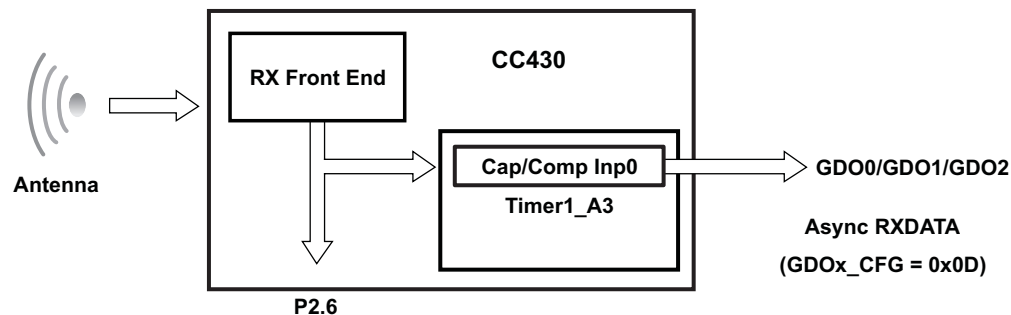 CC430
RX Front End
Antenna
Cap/Comp Inp0
Timer1_A3
GDO0/GDO1/GDO2
Async RXDATA
(GDOx_CFG = 0x0D)
P2.6